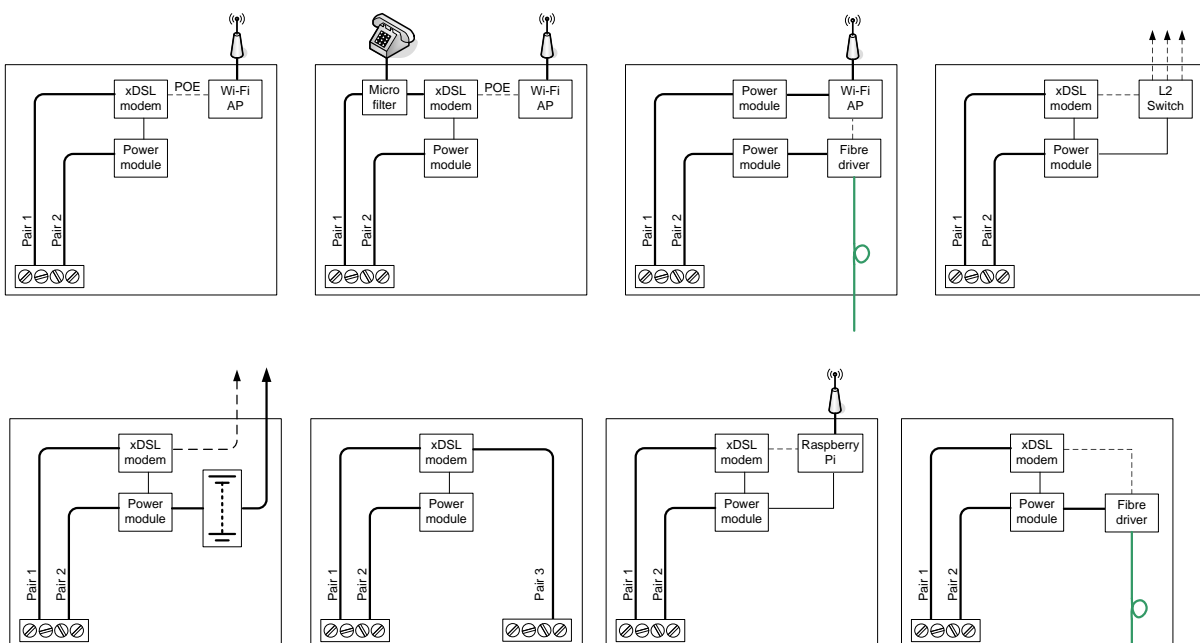 xDSL
modem
POE
Wi-Fi
AP
Power
module
Pair 1
Pair 2
Micro
filter
xDSL
modem
POE
Wi-Fi
AP
Power
module
Pair 1
Pair 2
Power
module
Wi-Fi
AP
Power
module
Fibre
driver
Pair 1
Pair 2
xDSL
modem
L2
Switch
Power
module
Pair 1
Pair 2
xDSL
modem
Power
module
Pair 1
Pair 2
xDSL
modem
Power
module
Pair 1
Pair 2
Pair 3
xDSL
modem
Raspberry
Pi
Power
module
Pair 1
Pair 2
xDSL
modem
Power
module
Fibre
driver
Pair 1
Pair 2